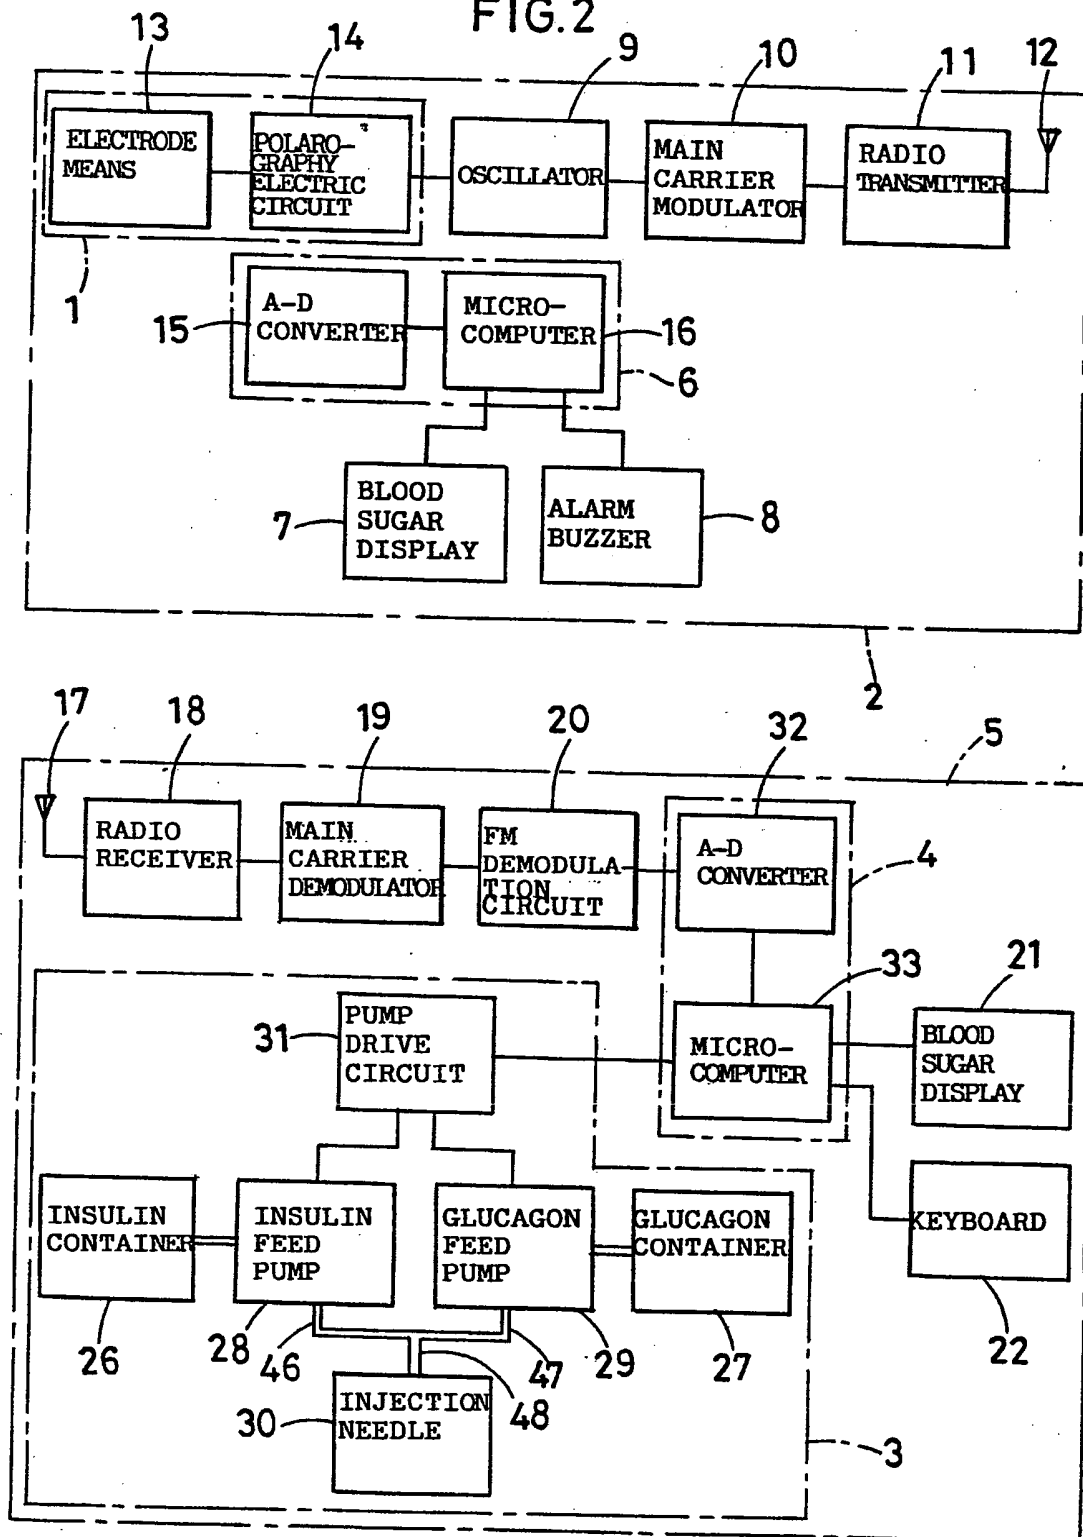 FIG.2
13
14
9
10
11
12
ELECTRODE
MEANS
POLARO-
GRAPHY
ELECTRIC
CIRCUIT
OSCILLATOR
MAIN
CARRIER
MODULATOR
RADIO
TRANSMITTER
1
15
A-D
CONVERTER
MICRO-
COMPUTER
16
6
7
BLOOD
SUGAR
DISPLAY
ALARM
BUZZER
8
2
17
18
19
20
32
5
RADIO
RECEIVER
MAIN
CARRIER
DEMODULATOR
FM
DEMODULA-
TION
CIRCUIT
A-D
CONVERTER
4
33
21
31
PUMP
DRIVE
CIRCUIT
MICRO-
COMPUTER
BLOOD
SUGAR
DISPLAY
INSULIN
CONTAINER
INSULIN
FEED
PUMP
GLUCAGON
FEED
PUMP
GLUCAGON
CONTAINER
KEYBOARD
26
28
46
47
29
27
22
48
30
INJECTION
NEEDLE
3